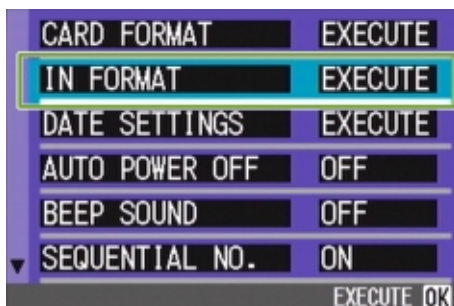 CARD FORMAT EXECUTE
IN FORMAT EXECUTE
DATE SETTINGS EXECUTE
AUTO POWER OFF OFF
BEEP SOUND OFF
SEQUENTIAL NO. ON
EXECUTE OK